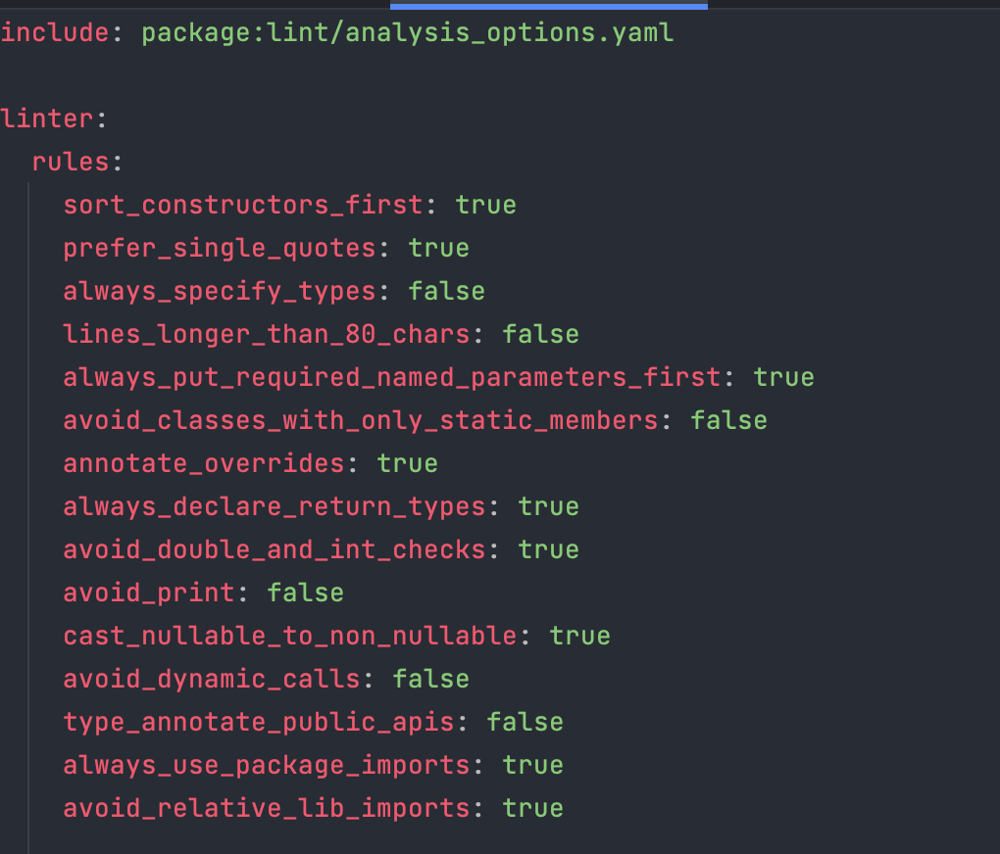 include: package:lint/analysis_options.yaml
linter:
  rules:
    sort_constructors_first: true
    prefer_single_quotes: true
    always_specify_types: false
    lines_longer_than_80_chars: false
    always_put_required_named_parameters_first: true
    avoid_classes_with_only_static_members: false
    annotate_overrides: true
    always_declare_return_types: true
    avoid_double_and_int_checks: true
    avoid_print: false
    cast_nullable_to_non_nullable: true
    avoid_dynamic_calls: false
    type_annotate_public_apis: false
    always_use_package_imports: true
    avoid_relative_lib_imports: true